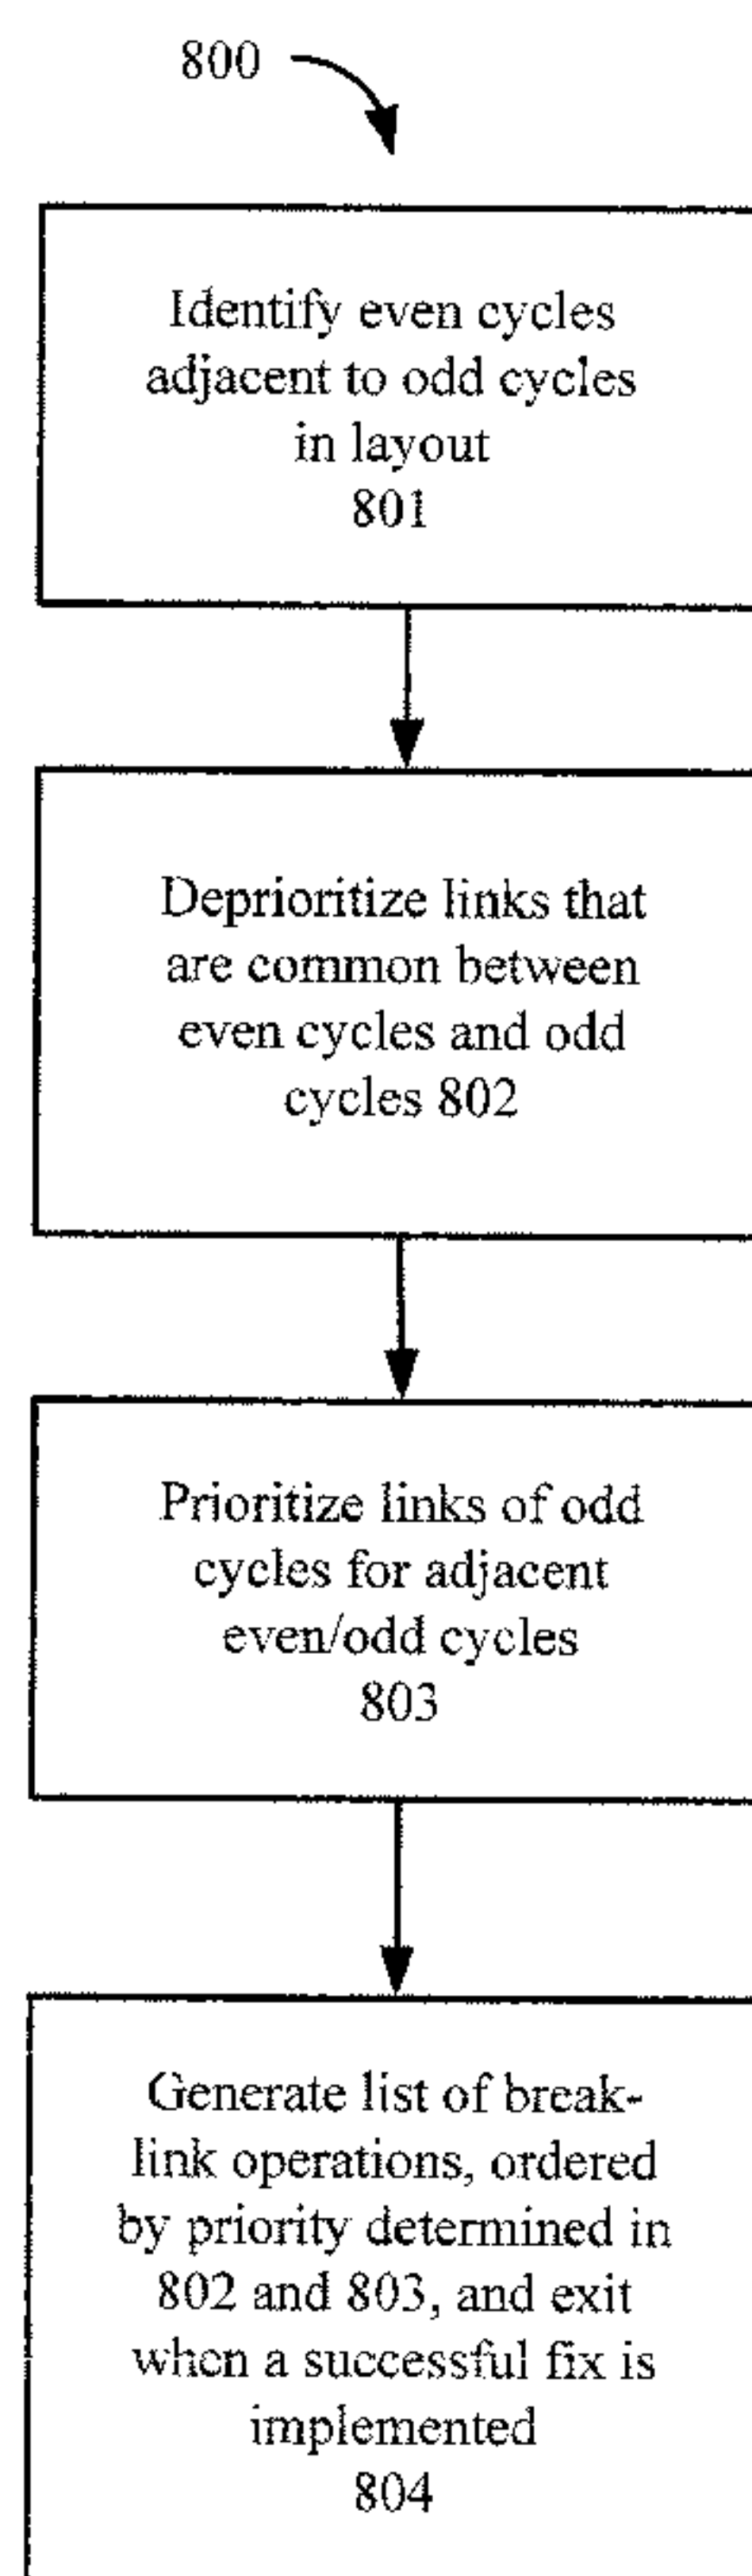 800
Identify even cycles
adjacent to odd cycles
in layout
801
Deprioritize links that
are common between
even cycles and odd
cycles 802
Prioritize links of odd
cycles for adjacent
even/odd cycles
803
Generate list of break-
link operations, ordered
by priority determined in
802 and 803, and exit
when a successful fix is
implemented
804